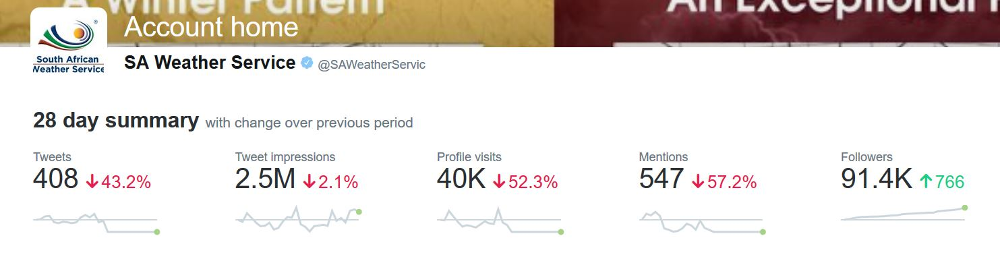 A Winter Pattern
An Exceptional
Account home
South African
Weather Service
SA Weather Service @SAWeatherServic
28 day summary with change over previous period
Tweets
408 ↓43.2%
Tweet impressions
2.5M ↓2.1%
Profile visits
40K ↓52.3%
Mentions
547 ↓57.2%
Followers
91.4K ↑766